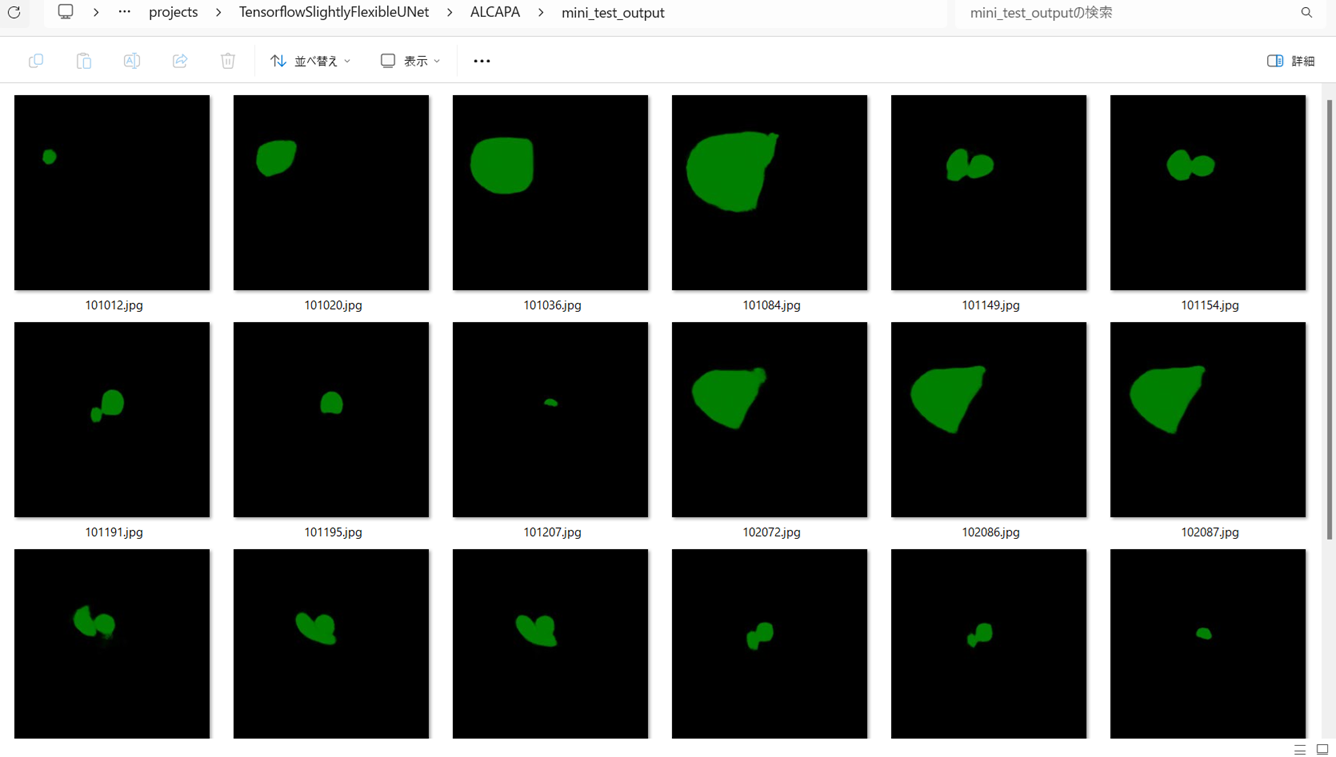 projects > TensorflowSlightlyFlexibleUNet > ALCAPA > mini_test_output mini_test_outputの検索
並べ替え 表示 詳細
101012.jpg 101020.jpg 101036.jpg 101084.jpg 101149.jpg 101154.jpg
101191.jpg 101195.jpg 101207.jpg 102072.jpg 102086.jpg 102087.jpg